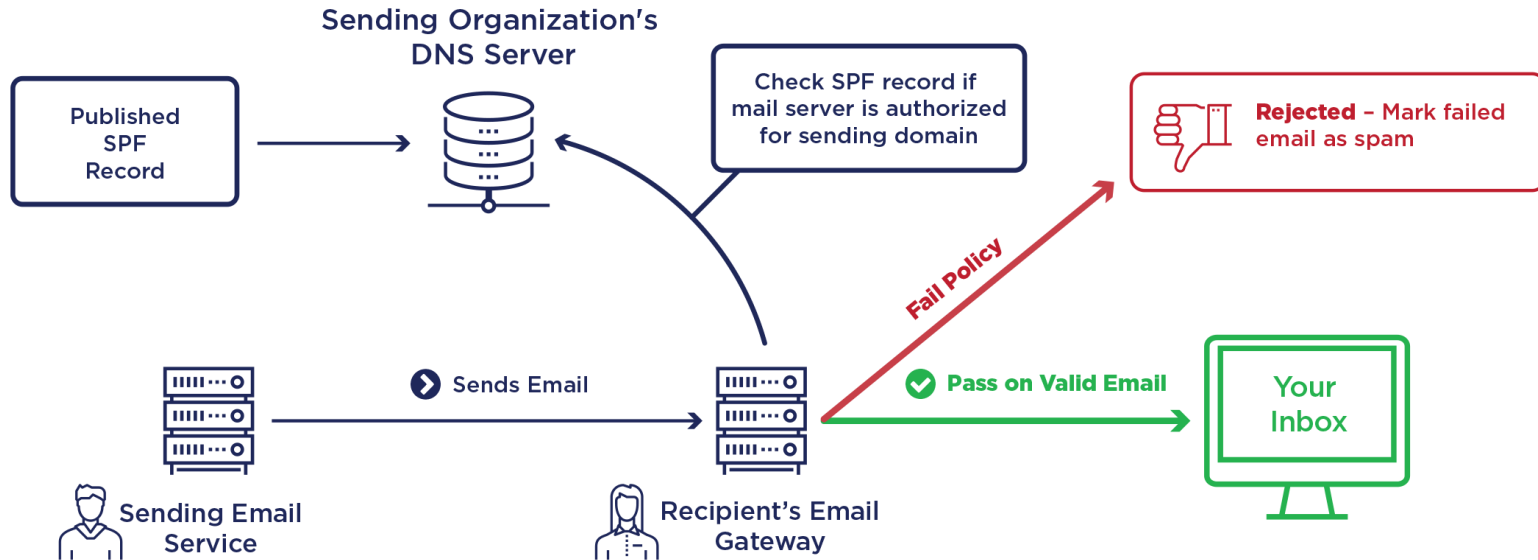 Sending Organization's
DNS Server
Published
SPF
Record
Check SPF record if
mail server is authorized
for sending domain
Rejected – Mark failed
email as spam
Fail Policy
Sends Email
Pass on Valid Email
Your
Inbox
Sending Email
Service
Recipient’s Email
Gateway